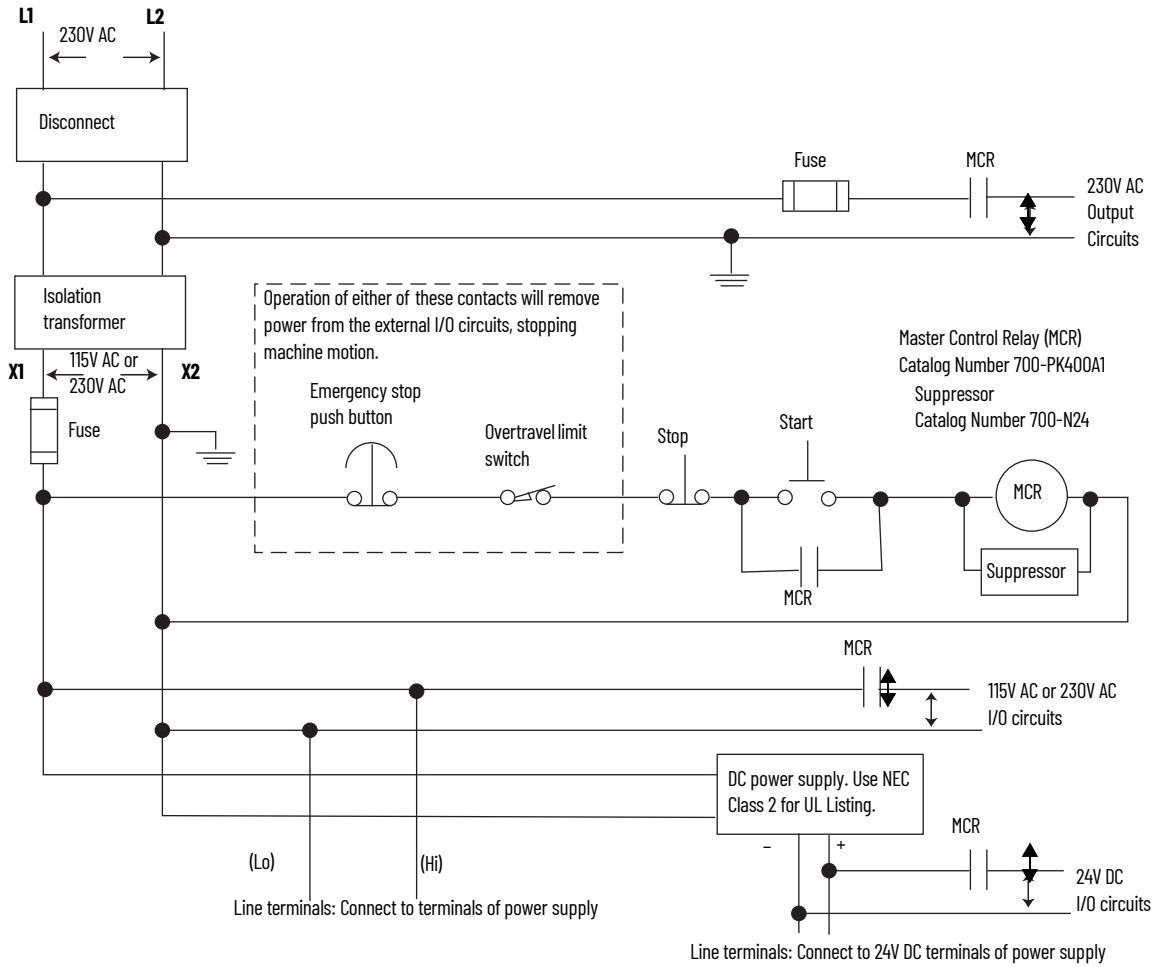 L1
L2
230V AC
Disconnect
Fuse
MCR
230V AC
Output
Circuits
Isolation
transformer
Operation of either of these contacts will remove
power from the external I/O circuits, stopping
machine motion.
Master Control Relay (MCR)
Catalog Number 700-PK400A1
Suppressor
Catalog Number 700-N24
X1
115V AC or
230V AC
X2
Emergency stop
push button
Fuse
Overtravel limit
switch
Stop
Start
MCR
Suppressor
MCR
MCR
115V AC or 230V AC
I/O circuits
DC power supply. Use NEC
Class 2 for UL Listing.
MCR
– +
(Lo)
(Hi)
24V DC
I/O circuits
Line terminals: Connect to terminals of power supply
Line terminals: Connect to 24V DC terminals of power supply